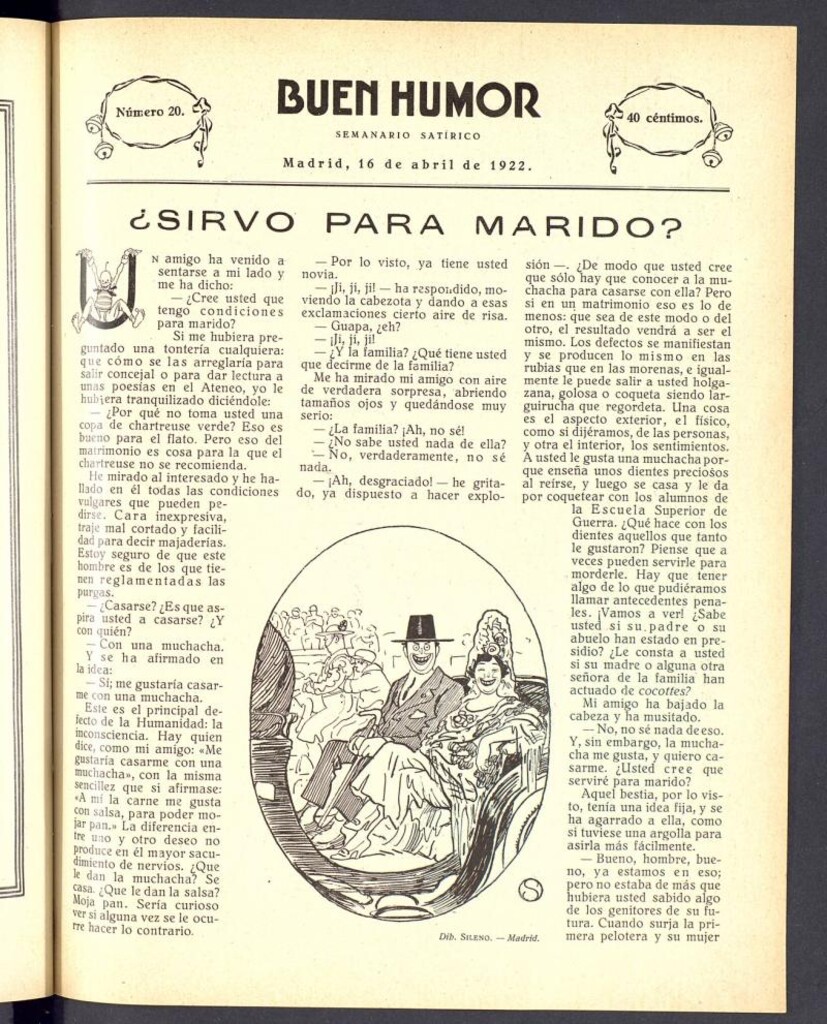 Número 20.
BUEN HUMOR
SEMANARIO SATÍRICO
Madrid, 16 de abril de 1922.
40 céntimos.
¿SIRVO PARA MARIDO?
UN amigo ha venido a
sentarse a mi lado y
me ha dicho:
— ¿Cree usted que
tengo condiciones
para marido?
Si me hubiera pre-
guntado una tontería cualquiera:
que cómo se las arreglaría para
salir concejal o para dar lectura a
unas poesías en el Ateneo, yo le
hubiera tranquilizado diciéndole:
— ¿Por qué no toma usted una
copa de chartreuse verde? Eso es
bueno para el flato. Pero eso del
matrimonio es cosa para la que el
chartreuse no se recomienda.
He mirado al interesado y he ha-
llado en él todas las condiciones
vulgares que pueden pe-
dirse. Cara inexpresiva,
traje mal cortado y facili-
dad para decir majaderías.
Estoy seguro de que este
hombre es de los que tie-
nen reglamentadas las
purgas.
— ¿Casarse? ¿Es que as-
pira usted a casarse? ¿Y
con quién?
— Con una muchacha.
Y se ha afirmado en
la idea:
— Sí; me gustaría casar-
me con una muchacha.
Este es el principal de-
fecto de la Humanidad: la
inconsciencia. Hay quien
dice, como mi amigo: «Me
gustaría casarme con una
muchacha», con la misma
sencillez que si afirmase:
«A mí la carne me gusta
con salsa, para poder mo-
jar pan.» La diferencia en-
tre uno y otro deseo no
produce en él mayor sacu-
dimiento de nervios. ¿Que
le dan la muchacha? Se
casa. ¿Que le dan la salsa?
Moja pan. Sería curioso
ver si alguna vez se le ocu-
rre hacer lo contrario.
— Por lo visto, ya tiene usted
novia.
— ¡Ji, ji, ji! — ha respondido, mo-
viendo la cabezota y dando a esas
exclamaciones cierto aire de risa.
— Guapa, ¿eh?
— ¡Ji, ji, ji!
— ¿Y la familia? ¿Qué tiene usted
que decirme de la familia?
Me ha mirado mi amigo con aire
de verdadera sorpresa, abriendo
tamaños ojos y quedándose muy
serio:
— ¿La familia? ¡Ah, no sé!
— ¿No sabe usted nada de ella?
— No, verdaderamente, no sé
nada.
— ¡Ah, desgraciado! — he grita-
do, ya dispuesto a hacer explo-
Dib. SILENO. — Madrid.
sión —. ¿De modo que usted cree
que sólo hay que conocer a la mu-
chacha para casarse con ella? Pero
si en un matrimonio eso es lo de
menos: que sea de este modo o del
otro, el resultado vendrá a ser el
mismo. Los defectos se manifiestan
y se producen lo mismo en las
rubias que en las morenas, e igual-
mente le puede salir a usted holga-
zana, golosa o coqueta siendo lar-
guirucha que regordeta. Una cosa
es el aspecto exterior, el físico,
como si dijéramos, de las personas,
y otra el interior, los sentimientos.
A usted le gusta una muchacha por-
que enseña unos dientes preciosos
al reírse, y luego se casa y le da
por coquetear con los alumnos de
la Escuela Superior de
Guerra. ¿Qué hace con los
dientes aquellos que tanto
le gustaron? Piense que a
veces pueden servirle para
morderle. Hay que tener
algo de lo que pudiéramos
llamar antecedentes pena-
les. ¡Vamos a ver! ¿Sabe
usted si su padre o su
abuelo han estado en pre-
sidio? ¿Le consta a usted
si su madre o alguna otra
señora de la familia han
actuado de cocottes?
Mi amigo ha bajado la
cabeza y ha musitado.
— No, no sé nada de eso.
Y, sin embargo, la mucha-
cha me gusta, y quiero ca-
sarme. ¿Usted cree que
serviré para marido?
Aquel bestia, por lo vis-
to, tenía una idea fija, y se
ha agarrado a ella, como
si tuviese una argolla para
asirla más fácilmente.
— Bueno, hombre, bue-
no, ya estamos en eso;
pero no estaba de más que
hubiera usted sabido algo
de los genitores de su fu-
tura. Cuando surja la pri-
mera pelotera y su mujer